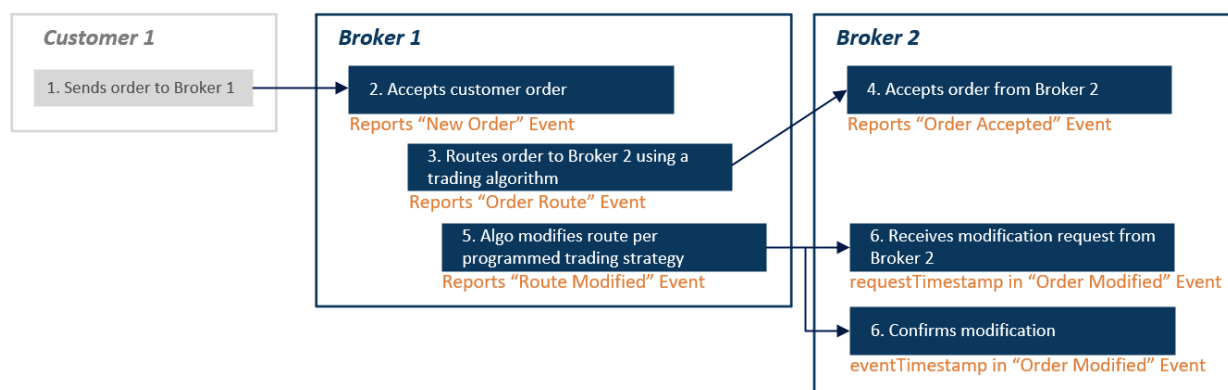 Customer 1
1. Sends order to Broker 1
Broker 1
2. Accepts customer order
Reports “New Order” Event
3. Routes order to Broker 2 using a
trading algorithm
Reports “Order Route” Event
5. Algo modifies route per
programmed trading strategy
Reports “Route Modified” Event
Broker 2
4. Accepts order from Broker 2
Reports “Order Accepted” Event
6. Receives modification request from
Broker 2
requestTimestamp in “Order Modified” Event
6. Confirms modification
eventTimestamp in “Order Modified” Event